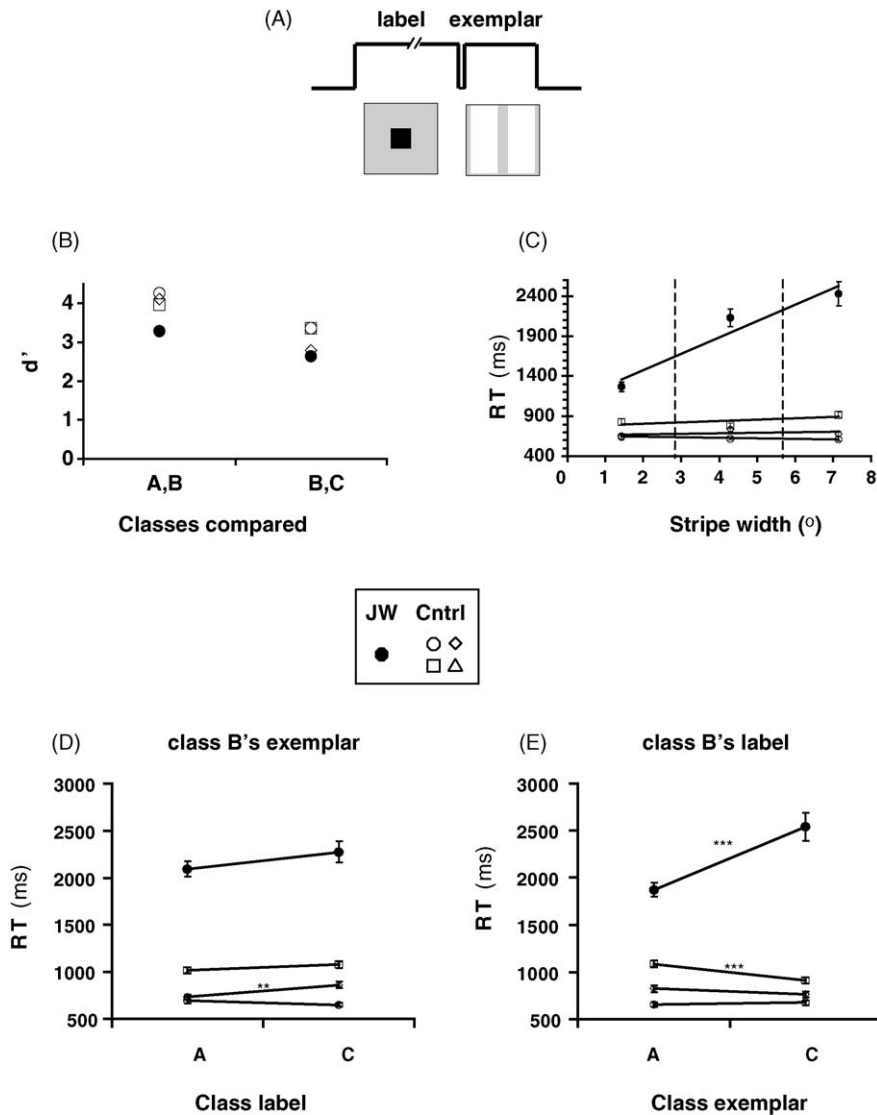 (A)
label exemplar
(B)
d'
4
3
2
1
0
A,B B,C
Classes compared
(C)
RT (ms)
2400
1900
1400
900
400
0 1 2 3 4 5 6 7 8
Stripe width (o)
JW Cntrl
(D) class B's exemplar
RT (ms)
3000
2500
2000
1500
1000
500
**
A C
Class label
(E) class B's label
RT (ms)
3000
2500
2000
1500
1000
500
***
***
A C
Class exemplar